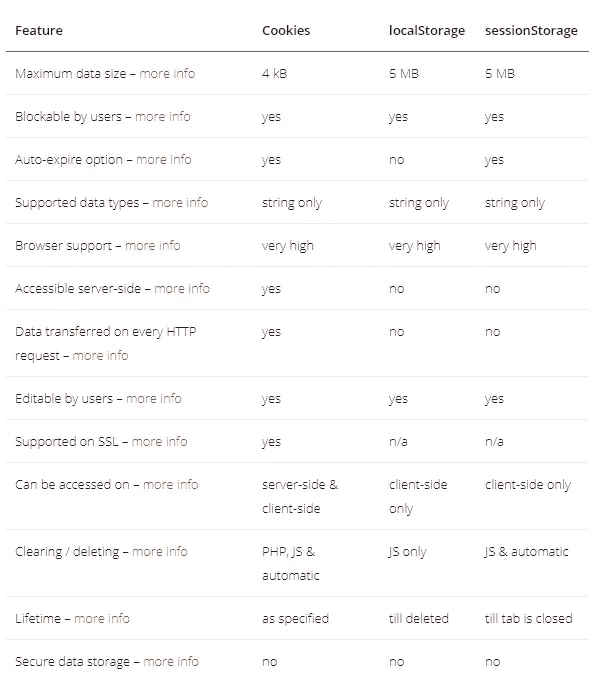 Feature Cookies localStorage sessionStorage
Maximum data size – more info 4 kB 5 MB 5 MB
Blockable by users – more info yes yes yes
Auto-expire option – more info yes no yes
Supported data types – more info string only string only string only
Browser support – more info very high very high very high
Accessible server-side – more info yes no no
Data transferred on every HTTP yes no no
request – more info
Editable by users – more info yes yes yes
Supported on SSL – more info yes n/a n/a
Can be accessed on – more info server-side & client-side client-side only
client-side only
Clearing / deleting – more info PHP, JS & JS only JS & automatic
automatic
Lifetime – more info as specified till deleted till tab is closed
Secure data storage – more info no no no